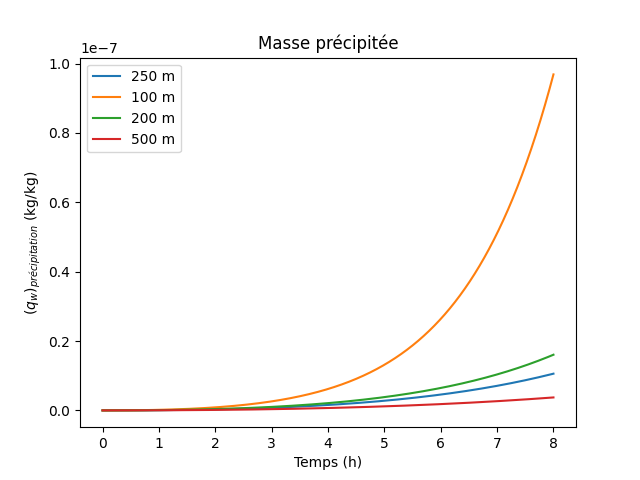 Masse précipitée
1e−7
250 m
100 m
200 m
500 m
1.0
0.8
0.6
0.4
0.2
0.0
(q_w)_précipitation (kg/kg)
0 1 2 3 4 5 6 7 8
Temps (h)